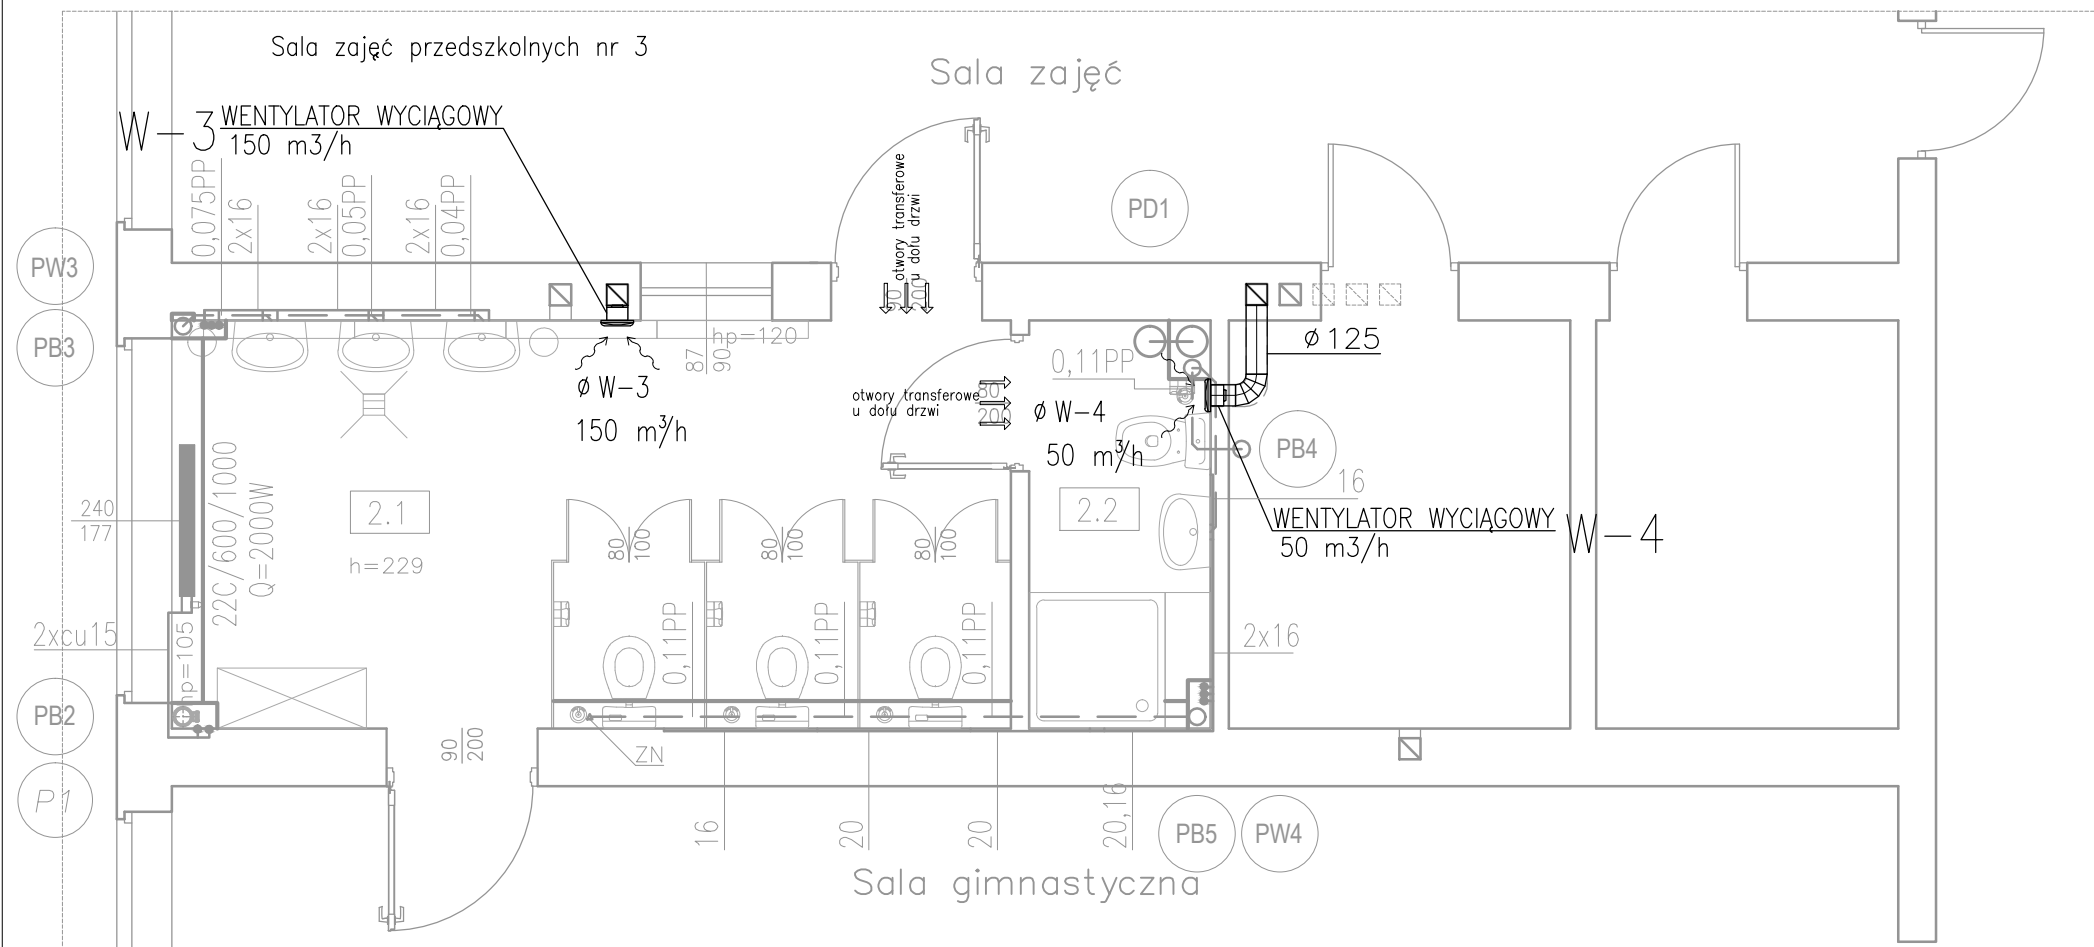 Sala zajęć przedszkolnych nr 3
Sala zajęć
W-3
WENTYLATOR WYCIĄGOWY
150 m3/h
0,075PP
2x16
2x16
0,05PP
2x16
0,04PP
otwory transferowe
u dołu drzwi
90
200
PD1
PW3
PB3
hp=120
87
90
φ W-3
150 m³/h
otwory transferowe
u dołu drzwi
80
200
0,11PP
φ W-4
50 m³/h
φ125
PB4
16
WENTYLATOR WYCIĄGOWY
50 m3/h
W-4
240
177
22C/600/1000
Q=2000W
2.1
h=229
2.2
80
100
80
100
80
100
0,11PP
0,11PP
0,11PP
2xcu15
hp=105
2x16
PB2
P1
90
200
ZN
16
20
20
20,16
PB5
PW4
Sala gimnastyczna